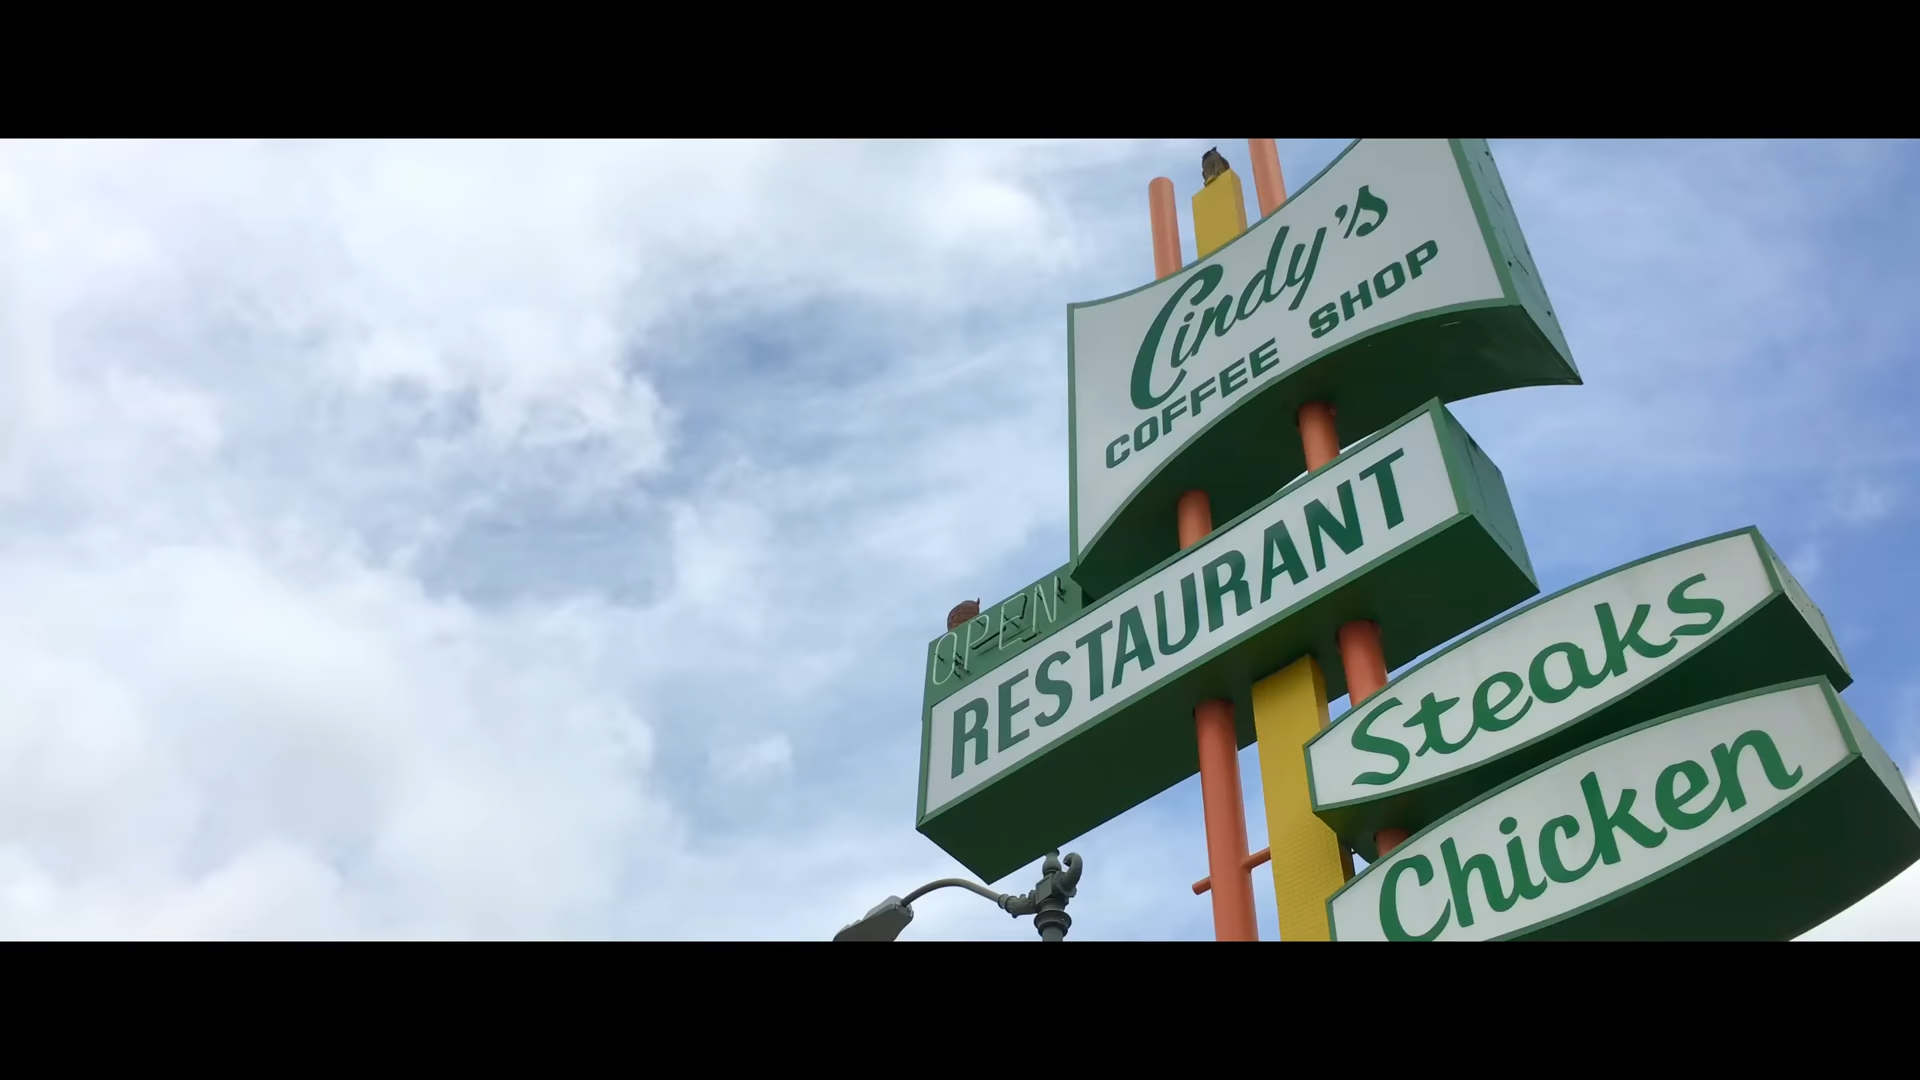 Cindy's
COFFEE SHOP
OPEN
RESTAURANT
Steaks
Chicken